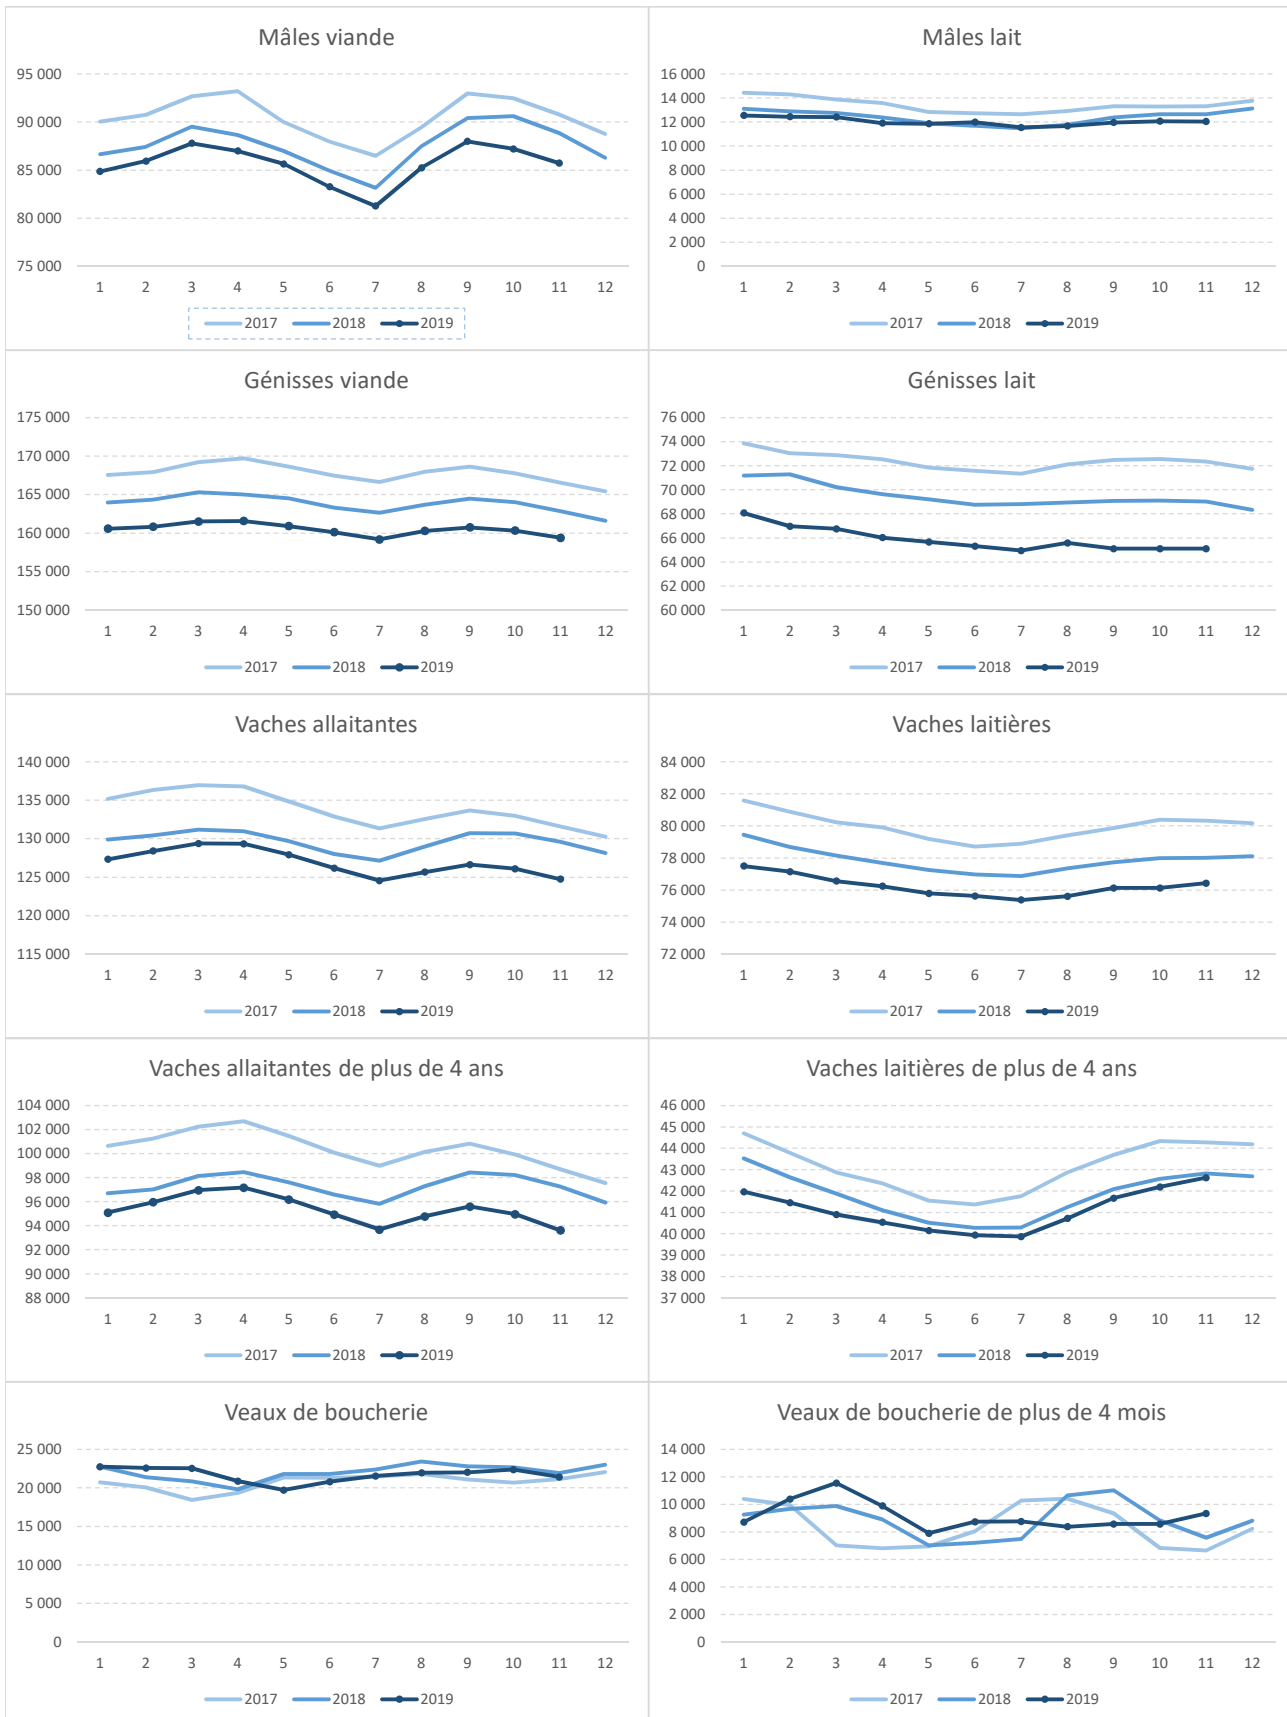 Mâles viande
95 000
90 000
85 000
80 000
75 000
1 2 3 4 5 6 7 8 9 10 11 12
2017 2018 2019
Mâles lait
16 000
14 000
12 000
10 000
8 000
6 000
4 000
2 000
0
1 2 3 4 5 6 7 8 9 10 11 12
2017 2018 2019
Génisses viande
175 000
170 000
165 000
160 000
155 000
150 000
1 2 3 4 5 6 7 8 9 10 11 12
2017 2018 2019
Génisses lait
76 000
74 000
72 000
70 000
68 000
66 000
64 000
62 000
60 000
1 2 3 4 5 6 7 8 9 10 11 12
2017 2018 2019
Vaches allaitantes
140 000
135 000
130 000
125 000
120 000
115 000
1 2 3 4 5 6 7 8 9 10 11 12
2017 2018 2019
Vaches laitières
84 000
82 000
80 000
78 000
76 000
74 000
72 000
1 2 3 4 5 6 7 8 9 10 11 12
2017 2018 2019
Vaches allaitantes de plus de 4 ans
104 000
102 000
100 000
98 000
96 000
94 000
92 000
90 000
88 000
1 2 3 4 5 6 7 8 9 10 11 12
2017 2018 2019
Vaches laitières de plus de 4 ans
46 000
45 000
44 000
43 000
42 000
41 000
40 000
39 000
38 000
37 000
1 2 3 4 5 6 7 8 9 10 11 12
2017 2018 2019
Veaux de boucherie
25 000
20 000
15 000
10 000
5 000
0
1 2 3 4 5 6 7 8 9 10 11 12
2017 2018 2019
Veaux de boucherie de plus de 4 mois
14 000
12 000
10 000
8 000
6 000
4 000
2 000
0
1 2 3 4 5 6 7 8 9 10 11 12
2017 2018 2019